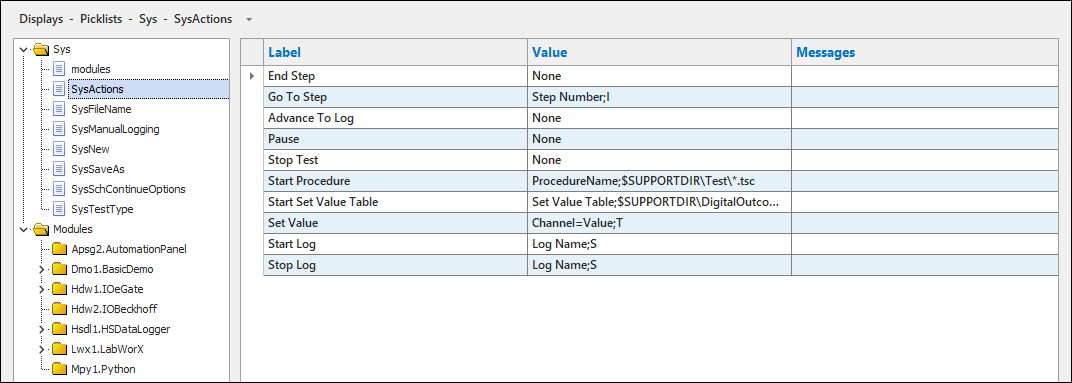 Displays - Picklists - Sys - SysActions
Sys
modules
SysActions
SysFileName
SysManualLogging
SysNew
SysSaveAs
SysSchContinueOptions
SysTestType
Modules
Apsg2.AutomationPanel
Dmo1.BasicDemo
Hdw1.IOeGate
Hdw2.IOBeckhoff
Hsdl1.HSDataLogger
Lwx1.LabWorX
Mpy1.Python
Label Value Messages
End Step None
Go To Step Step Number;I
Advance To Log None
Pause None
Stop Test None
Start Procedure ProcedureName;$SUPPORTDIR\Test\*.tsc
Start Set Value Table Set Value Table;$SUPPORTDIR\DigitalOutco...
Set Value Channel=Value;T
Start Log Log Name;S
Stop Log Log Name;S